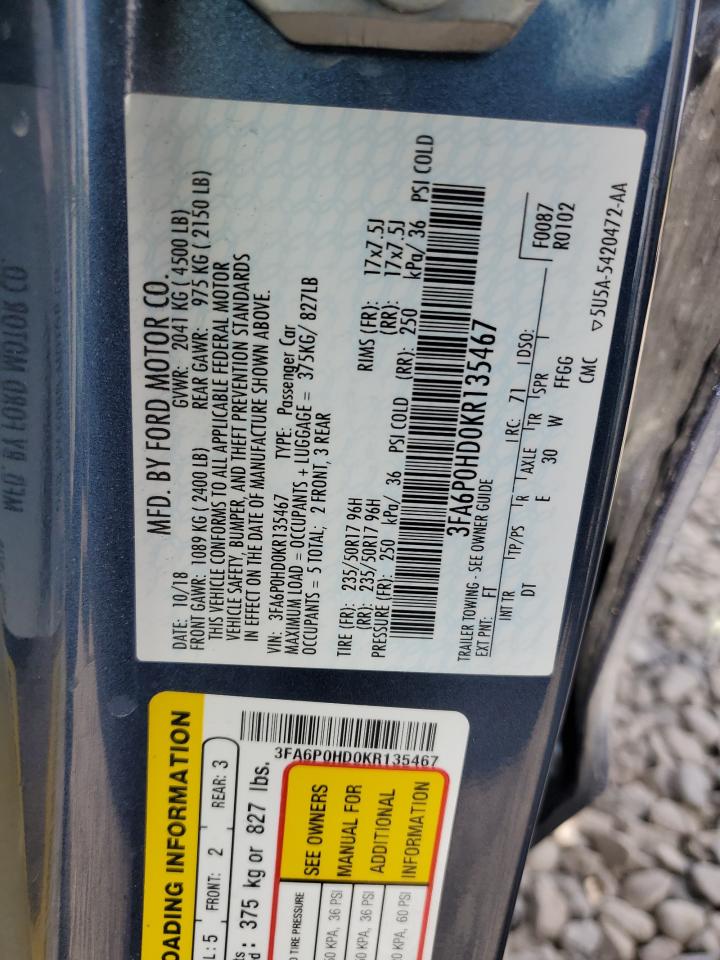 MFD. BY FORD MOTOR CO.
DATE: 10/18 GVWR: 2041 KG ( 4500 LB)
FRONT GAWR: 1089 KG ( 2400 LB) REAR GAWR: 975 KG ( 2150 LB)
THIS VEHICLE CONFORMS TO ALL APPLICABLE FEDERAL MOTOR
VEHICLE SAFETY, BUMPER, AND THEFT PREVENTION STANDARDS
IN EFFECT ON THE DATE OF MANUFACTURE SHOWN ABOVE.
VIN: 3FA6P0HD0KR135467 TYPE: Passenger Car
MAXIMUM LOAD = OCCUPANTS + LUGGAGE = 375KG/ 827LB
OCCUPANTS = 5 TOTAL; 2 FRONT, 3 REAR
TIRE (FR): 235/50R17 96H RIMS (FR): 17x7.5J
(RR): 235/50R17 96H (RR): 17x7.5J
PRESSURE (FR): 250 kPa/ 36 PSI COLD (RR): 250 kPa/ 36 PSI COLD
3FA6P0HD0KR135467
TRAILER TOWING - SEE OWNER GUIDE
EXT PNT: FT RC: 71 DSO: F0087
R0102
INT TR TP/PS R AXLE TR SPR
DT E 30 W FFGG
CMC
▽5U5A-5420472-AA
OADING INFORMATION
L: 5 FRONT: 2 REAR: 3
ts
d : 375 kg or 827 lbs.
3FA6P0HD0KR135467
D TIRE PRESSURE
50 KPA, 36 PSI
50 KPA, 36 PSI
20 KPA, 60 PSI
SEE OWNERS
MANUAL FOR
ADDITIONAL
INFORMATION